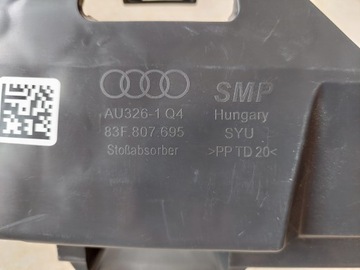 SMP
AU326-1 Q4 Hungary
83F.807.695 SYU
Stoßabsorber >PP TD 20<